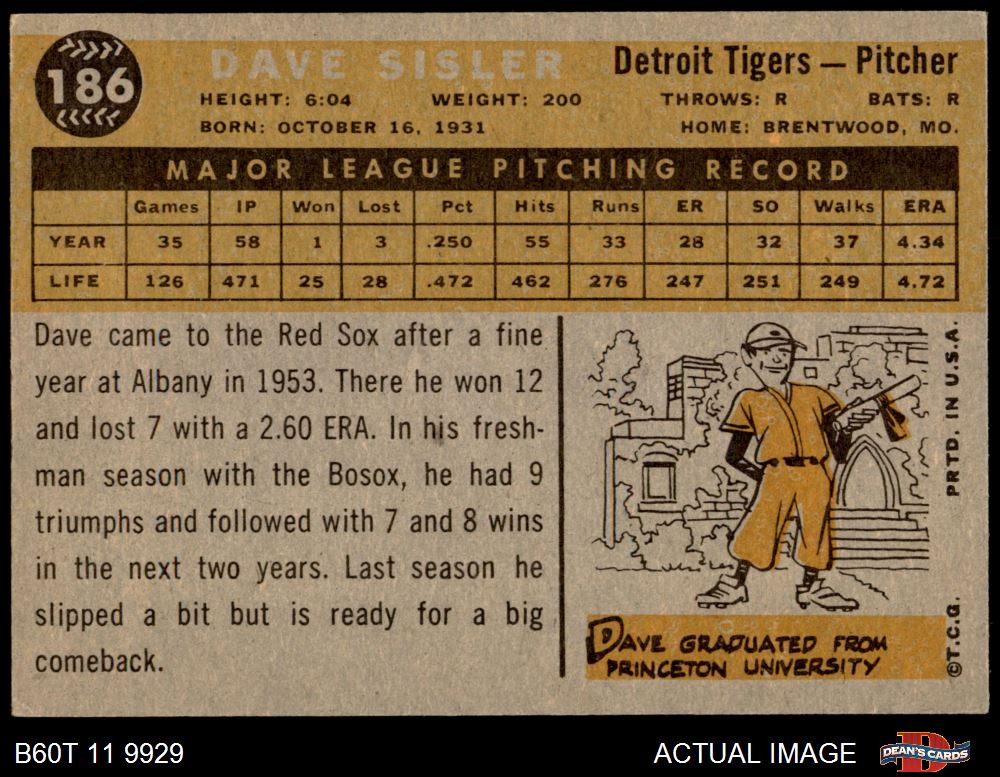 186
DAVE SISLER
Detroit Tigers — Pitcher
HEIGHT: 6:04 WEIGHT: 200 THROWS: R BATS: R
BORN: OCTOBER 16, 1931 HOME: BRENTWOOD, MO.
MAJOR LEAGUE PITCHING RECORD
Games IP Won Lost Pct Hits Runs ER SO Walks ERA
YEAR 35 58 1 3 .250 55 33 28 32 37 4.34
LIFE 126 471 25 28 .472 462 276 247 251 249 4.72
Dave came to the Red Sox after a fine
year at Albany in 1953. There he won 12
and lost 7 with a 2.60 ERA. In his fresh-
man season with the Bosox, he had 9
triumphs and followed with 7 and 8 wins
in the next two years. Last season he
slipped a bit but is ready for a big
comeback.
DAVE GRADUATED FROM
PRINCETON UNIVERSITY
©T.C.G. PRTD. IN U.S.A.
B60T 11 9929
ACTUAL IMAGE
D
DEAN'S CARDS